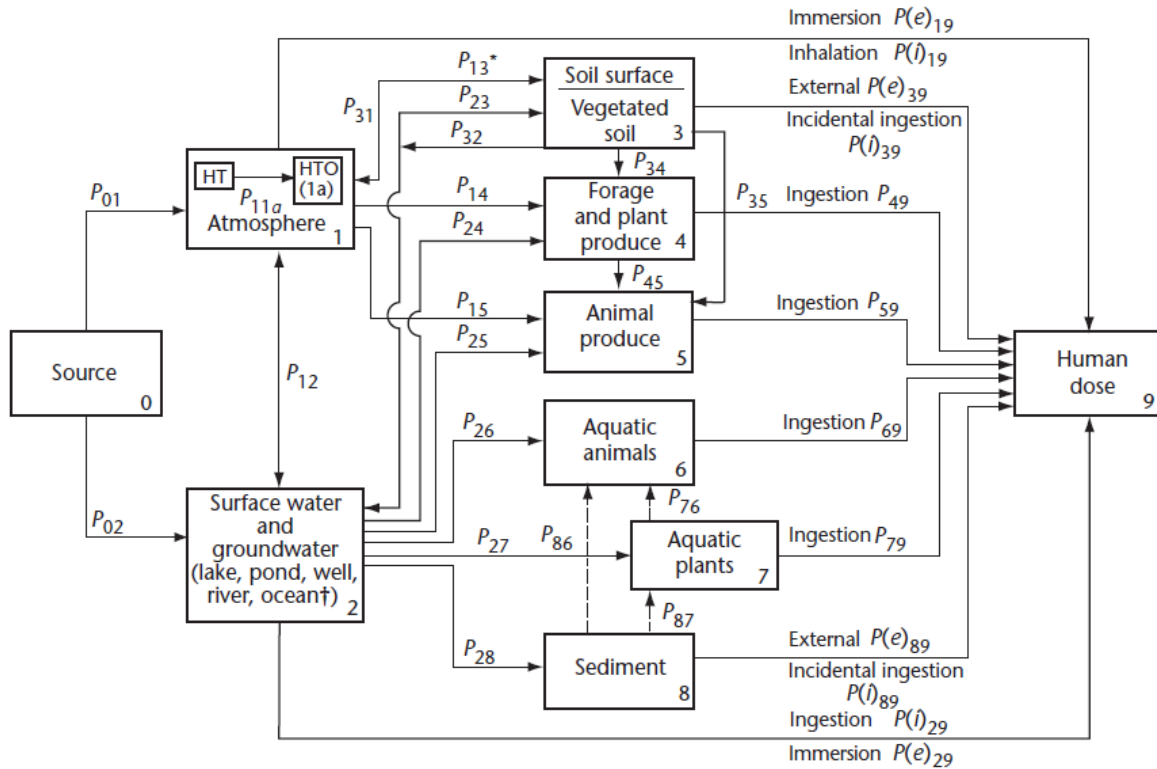 Immersion P(e)19
Inhalation P(i)19
P13*
Soil surface
External P(e)39
P23
Vegetated
soil
3
P31
P32
Incidental ingestion
P(i)39
HT
HTO
(1a)
P34
P01
P11a
P14
Forage
and plant
produce
4
P35
Ingestion P49
Atmosphere
1
P24
P45
P15
Animal
produce
5
Ingestion P59
P25
Source
0
P12
Human
dose
9
P26
Aquatic
animals
6
Ingestion P69
Surface water
and
groundwater
(lake, pond, well,
river, ocean†)
2
P76
P02
P27
P86
Aquatic
plants
7
Ingestion P79
P87
External P(e)89
P28
Sediment
8
Incidental ingestion
P(i)89
Ingestion P(i)29
Immersion P(e)29